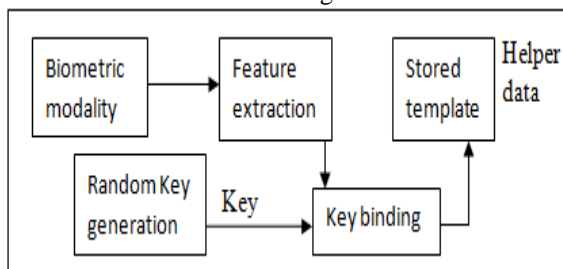 Biometric
modality
Feature
extraction
Stored
template
Helper
data
Random Key
generation
Key
Key binding